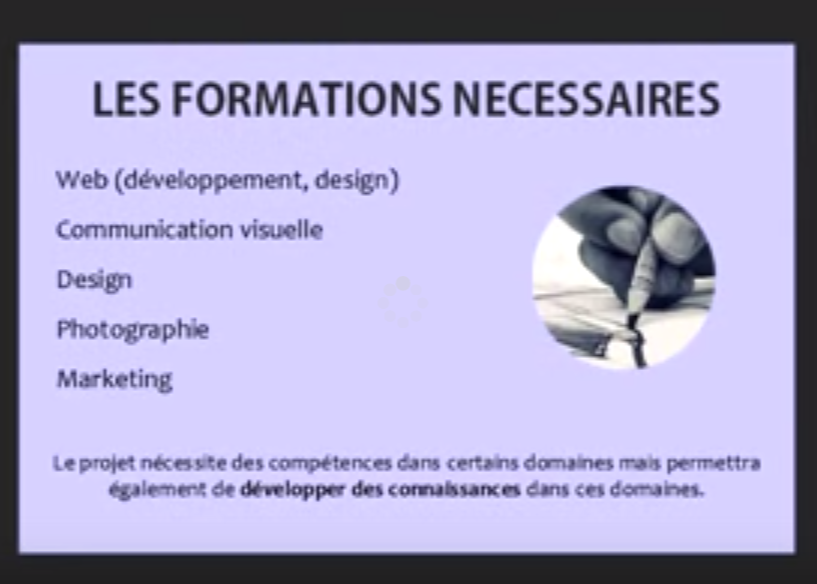 LES FORMATIONS NECESSAIRES
Web (développement, design)
Communication visuelle
Design
Photographie
Marketing
Le projet nécessite des compétences dans certains domaines mais permettra
également de développer des connaissances dans ces domaines.